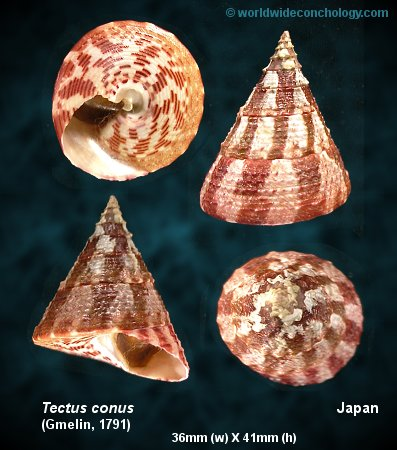 © worldwideconchology.com
Tectus conus
(Gmelin, 1791)
Japan
36mm (w) X 41mm (h)